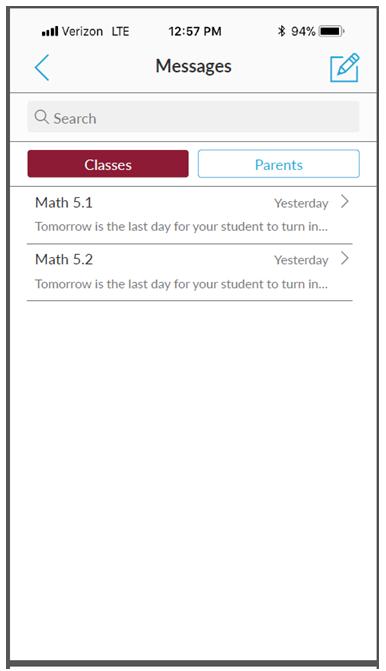 Verizon LTE 12:57 PM 94%
Messages
Search
Classes Parents
Math 5.1 Yesterday
Tomorrow is the last day for your student to turn in...
Math 5.2 Yesterday
Tomorrow is the last day for your student to turn in...